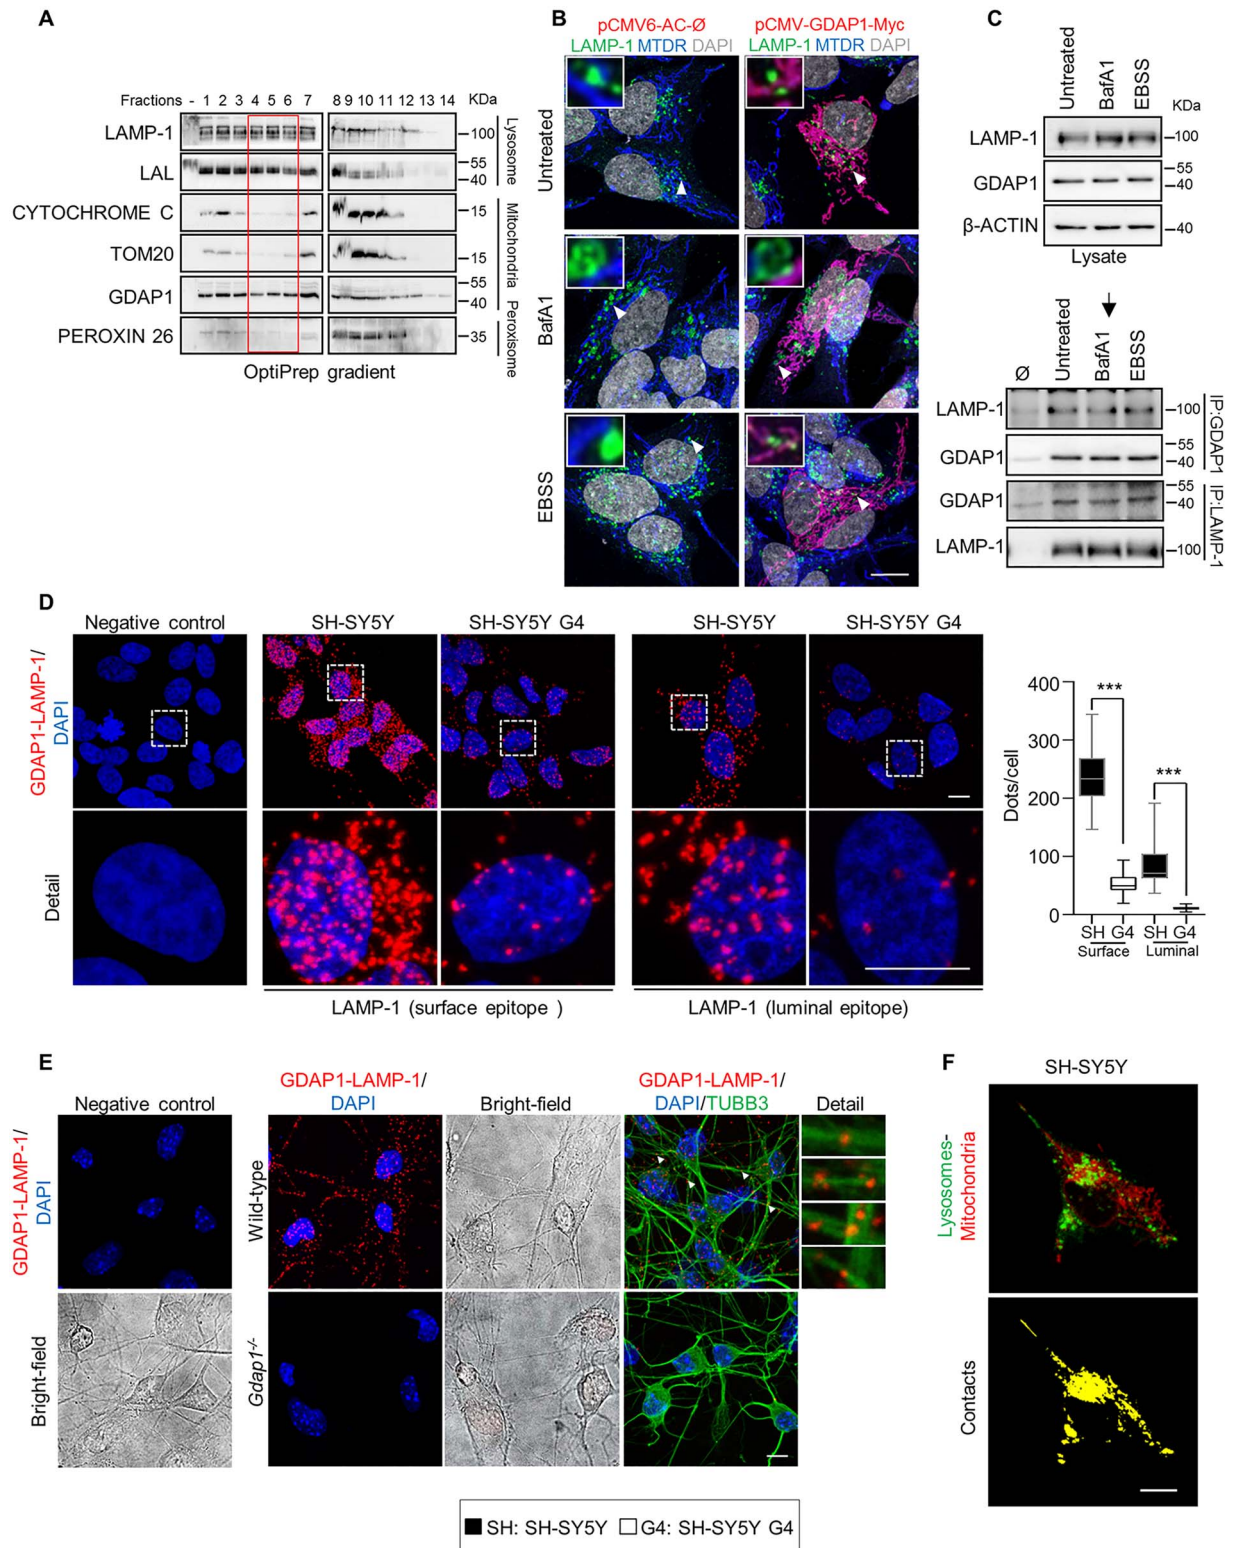 A
Fractions - 1 2 3 4 5 6 7 8 9 10 11 12 13 14 KDa
LAMP-1 –100
LAL –55
–40
CYTOCHROME C –15
TOM20 –15
GDAP1 –55
–40
PEROXIN 26 –35
Lysosome
Mitochondria
Peroxisome
OptiPrep gradient
B
pCMV6-AC-Ø pCMV-GDAP1-Myc
LAMP-1 MTDR DAPI LAMP-1 MTDR DAPI
Untreated
BafA1
EBSS
C
Untreated
BafA1
EBSS
KDa
LAMP-1 –100
GDAP1 –55
–40
β-ACTIN –40
Lysate
Ø
Untreated
BafA1
EBSS
LAMP-1 –100
GDAP1 –55
–40
GDAP1 –55
–40
LAMP-1 –100
IP:GDAP1
IP:LAMP-1
D
Negative control SH-SY5Y SH-SY5Y G4 SH-SY5Y SH-SY5Y G4
GDAP1-LAMP-1/
DAPI
Detail
LAMP-1 (surface epitope ) LAMP-1 (luminal epitope)
Dots/cell
400
300
200
100
0
*** ***
SH G4 SH G4
Surface Luminal
E
Negative control
GDAP1-LAMP-1/
DAPI
Bright-field
GDAP1-LAMP-1/
DAPI
Bright-field
GDAP1-LAMP-1/
DAPI/TUBB3
Detail
Wild-type
Gdap1-/-
F
SH-SY5Y
Lysosomes-
Mitochondria
Contacts
SH: SH-SY5Y G4: SH-SY5Y G4